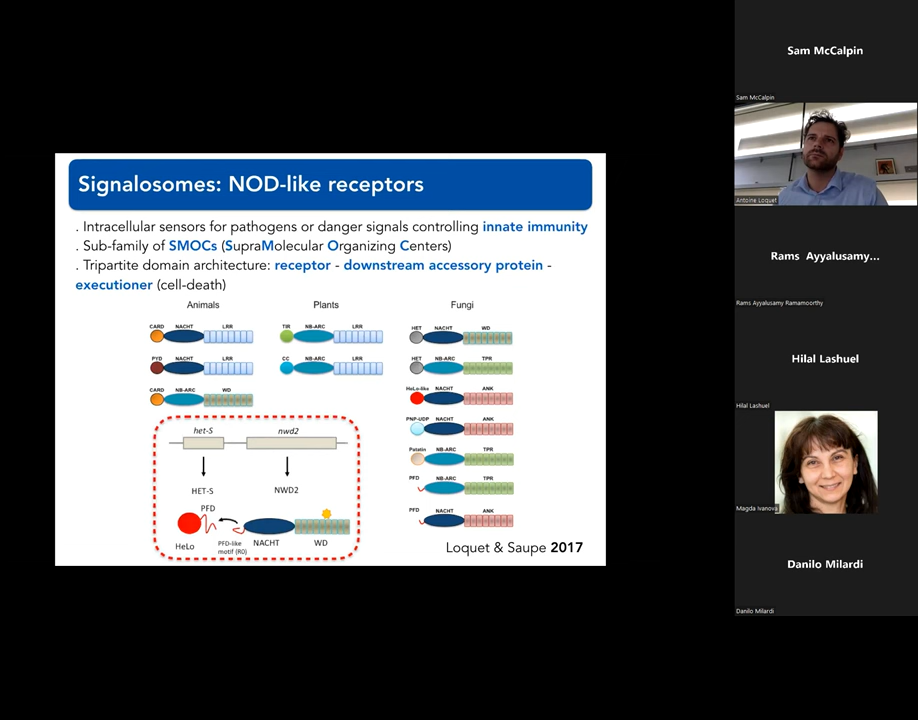 Signalosomes: NOD-like receptors
. Intracellular sensors for pathogens or danger signals controlling innate immunity
. Sub-family of SMOCs (SupraMolecular Organizing Centers)
. Tripartite domain architecture: receptor - downstream accessory protein -
executioner (cell-death)
Animals
Plants
Fungi
CARD NACHT LRR
TIR NB-ARC LRR
HET NACHT WD
PYD NACHT LRR
CC NB-ARC LRR
HET NB-ARC TPR
CARD NB-ARC WD
HeLo-like NACHT ANK
PNP-UDP NACHT ANK
Patatin NB-ARC TPR
PFD NB-ARC TPR
PFD NACHT ANK
het-S
nwd2
HET-S
NWD2
PFD
HeLo
PFD-like
motif (R0)
NACHT
WD
Loquet & Saupe 2017
Sam McCalpin
Sam McCalpin
Antoine Loquet
Rams Ayyalusamy...
Rams Ayyalusamy Ramamoorthy
Hilal Lashuel
Hilal Lashuel
Magda Ivanova
Danilo Milardi
Danilo Milardi